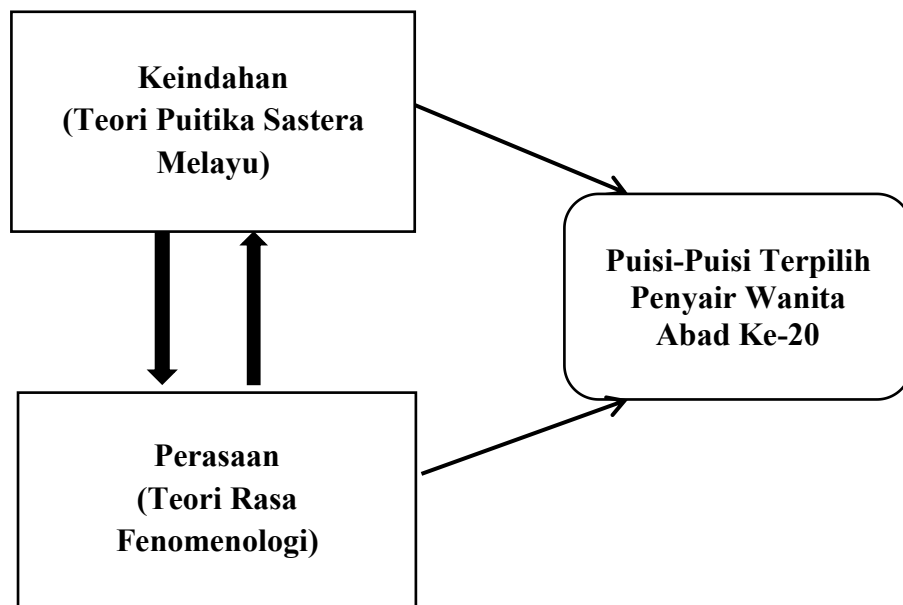 Keindahan
(Teori Puitika Sastera
Melayu)
Puisi-Puisi Terpilih
Penyair Wanita
Abad Ke-20
Perasaan
(Teori Rasa
Fenomenologi)